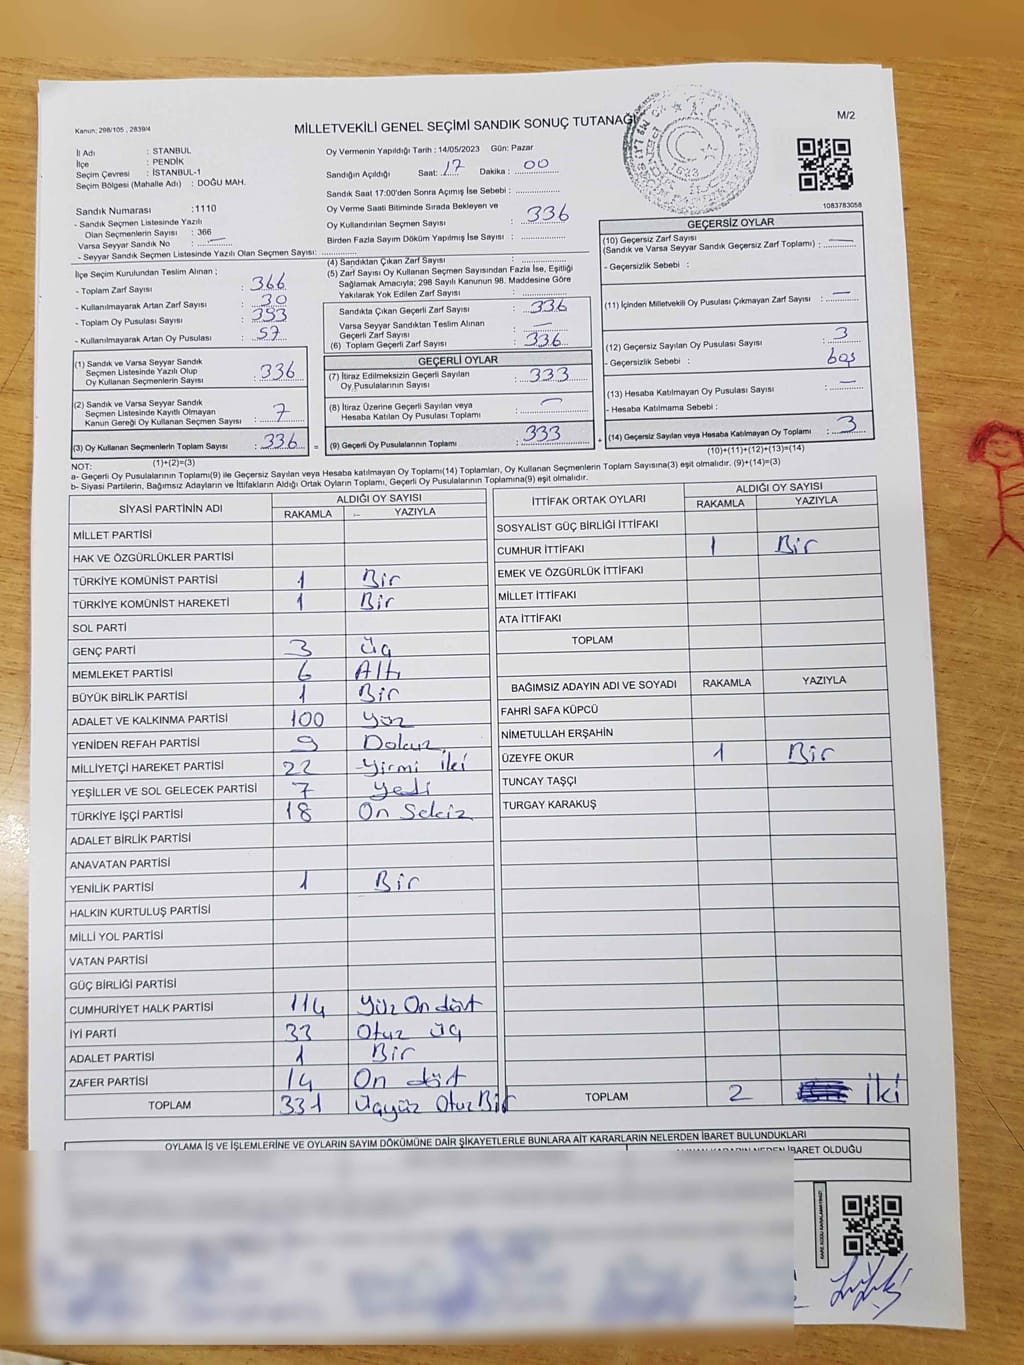 Kanun: 298/105 , 2839/4
MİLLETVEKİLİ GENEL SEÇİMİ SANDIK SONUÇ TUTANAĞI
M/2
İl Adı : STANBUL
İlçe : PENDİK
Seçim Çevresi : İSTANBUL-1
Seçim Bölgesi (Mahalle Adı) : DOĞU MAH.
Oy Vermenin Yapıldığı Tarih : 14/05/2023 Gün: Pazar
Sandığın Açıldığı Saat: 17 Dakika : 00
Sandık Saat 17:00'den Sonra Açımış İse Sebebi :
Oy Verme Saati Bitiminde Sırada Bekleyen ve
Oy Kullandırılan Seçmen Sayısı : 336
Birden Fazla Sayım Döküm Yapılmış İse Sayısı :
1083783058
Sandık Numarası :1110
- Sandık Seçmen Listesinde Yazılı
Olan Seçmenlerin Sayısı : 366
Varsa Seyyar Sandık No : —
- Seyyar Sandık Seçmen Listesinde Yazılı Olan Seçmen Sayısı:
İlçe Seçim Kurulundan Teslim Alınan ;
- Toplam Zarf Sayısı : 366
- Kullanılmayarak Artan Zarf Sayısı : 30
- Toplam Oy Pusulası Sayısı : 393
- Kullanılmayarak Artan Oy Pusulası : 57
(4) Sandıktan Çıkan Zarf Sayısı :
(5) Zarf Sayısı Oy Kullanan Seçmen Sayısından Fazla İse, Eşitliği
Sağlamak Amacıyla; 298 Sayılı Kanunun 98. Maddesine Göre
Yakılarak Yok Edilen Zarf Sayısı :
Sandıkta Çıkan Geçerli Zarf Sayısı : 336
Varsa Seyyar Sandıktan Teslim Alınan
Geçerli Zarf Sayısı : —
(6) Toplam Geçerli Zarf Sayısı : 336
GEÇERSİZ OYLAR
(10) Geçersiz Zarf Sayısı
(Sandık ve Varsa Seyyar Sandık Geçersiz Zarf Toplamı) : —
- Geçersizlik Sebebi :
(11) İçinden Milletvekili Oy Pusulası Çıkmayan Zarf Sayısı : —
(12) Geçersiz Sayılan Oy Pusulası Sayısı : 3
- Geçersizlik Sebebi : boş
(13) Hesaba Katılmayan Oy Pusulası Sayısı : —
- Hesaba Katılmama Sebebi :
(14) Geçersiz Sayılan veya Hesaba Katılmayan Oy Toplamı : 3
(10)+(11)+(12)+(13)=(14)
(1) Sandık ve Varsa Seyyar Sandık
Seçmen Listesinde Yazılı Olup
Oy Kullanan Seçmenlerin Sayısı : 336
(2) Sandık ve Varsa Seyyar Sandık
Seçmen Listesinde Kayıtlı Olmayan
Kanun Gereği Oy Kullanan Seçmen Sayısı : 7
(3) Oy Kullanan Seçmenlerin Toplam Sayısı : 336 =
(1)+(2)=(3)
GEÇERLİ OYLAR
(7) İtiraz Edilmeksizin Geçerli Sayılan
Oy Pusulalarının Sayısı : 333
(8) İtiraz Üzerine Geçerli Sayılan veya
Hesaba Katılan Oy Pusulası Toplamı : —
(9) Geçerli Oy Pusulalarının Toplamı : 333 +
NOT:
a- Geçerli Oy Pusulalarının Toplamı(9) ile Geçersiz Sayılan veya Hesaba katılmayan Oy Toplamı(14) Toplamları, Oy Kullanan Seçmenlerin Toplam Sayısına(3) eşit olmalıdır. (9)+(14)=(3)
b- Siyasi Partilerin, Bağımsız Adayların ve İttifakların Aldığı Ortak Oyların Toplamı, Geçerli Oy Pusulalarının Toplamına(9) eşit olmalıdır.
SİYASİ PARTİNİN ADI
ALDIĞI OY SAYISI
RAKAMLA YAZIYLA
MİLLET PARTİSİ
HAK VE ÖZGÜRLÜKLER PARTİSİ
TÜRKİYE KOMÜNİST PARTİSİ 1 Bir
TÜRKİYE KOMÜNİST HAREKETİ 1 Bir
SOL PARTİ
GENÇ PARTİ 3 Üç
MEMLEKET PARTİSİ 6 Altı
BÜYÜK BİRLİK PARTİSİ 1 Bir
ADALET VE KALKINMA PARTİSİ 100 Yüz
YENİDEN REFAH PARTİSİ 9 Dokuz
MİLLİYETÇİ HAREKET PARTİSİ 22 Yirmi İki
YEŞİLLER VE SOL GELECEK PARTİSİ 7 Yedi
TÜRKİYE İŞÇİ PARTİSİ 18 On Sekiz
ADALET BİRLİK PARTİSİ
ANAVATAN PARTİSİ
YENİLİK PARTİSİ 1 Bir
HALKIN KURTULUŞ PARTİSİ
MİLLİ YOL PARTİSİ
VATAN PARTİSİ
GÜÇ BİRLİĞİ PARTİSİ
CUMHURİYET HALK PARTİSİ 114 Yüz On dört
İYİ PARTİ 33 Otuz üç
ADALET PARTİSİ 1 Bir
ZAFER PARTİSİ 14 On dört
TOPLAM 331 Üçyüz Otuz Bir
İTTİFAK ORTAK OYLARI
ALDIĞI OY SAYISI
RAKAMLA YAZIYLA
SOSYALİST GÜÇ BİRLİĞİ İTTİFAKI
CUMHUR İTTİFAKI 1 Bir
EMEK VE ÖZGÜRLÜK İTTİFAKI
MİLLET İTTİFAKI
ATA İTTİFAKI
TOPLAM
BAĞIMSIZ ADAYIN ADI VE SOYADI RAKAMLA YAZIYLA
FAHRİ SAFA KÜPCÜ
NİMETULLAH ERŞAHİN
ÜZEYFE OKUR 1 Bir
TUNCAY TAŞÇI
TURGAY KARAKUŞ
TOPLAM 2 İki
OYLAMA İŞ VE İŞLEMLERİNE VE OYLARIN SAYIM DÖKÜMÜNE DAİR ŞİKAYETLERLE BUNLARA AİT KARARLARIN NELERDEN İBARET BULUNDUKLARI
ALINAN KARARIN NEDEN İBARET OLDUĞU